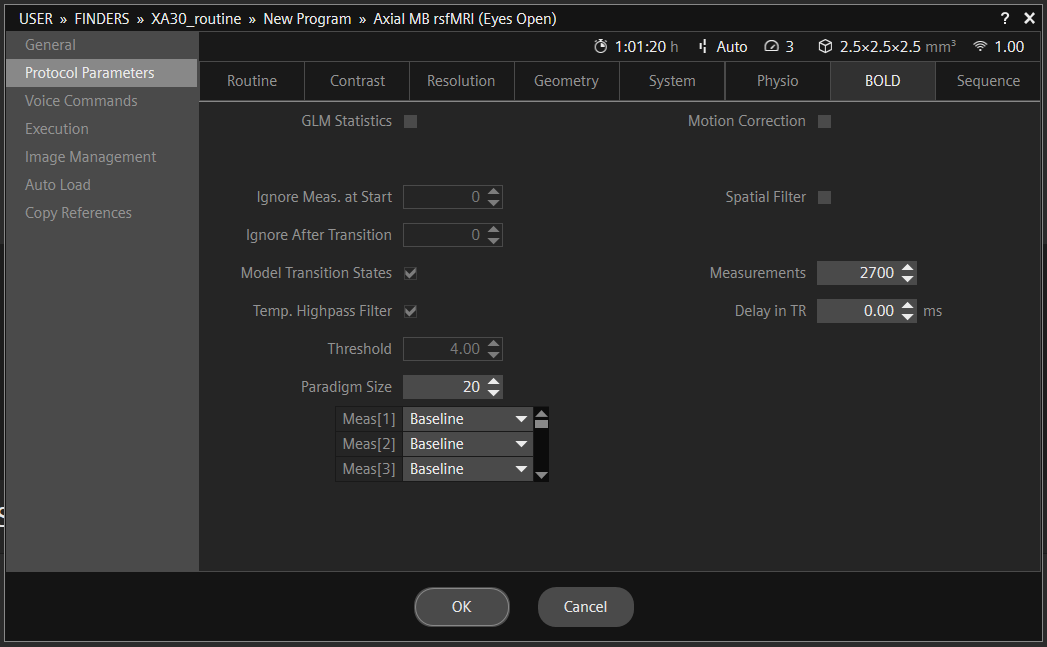 USER » FINDERS » XA30_routine » New Program » Axial MB rsfMRI (Eyes Open) ? ×
General
1:01:20 h Auto 3 2.5×2.5×2.5 mm³ 1.00
Protocol Parameters
Routine Contrast Resolution Geometry System Physio BOLD Sequence
Voice Commands
Execution
Image Management
Auto Load
Copy References
GLM Statistics Motion Correction
Ignore Meas. at Start 0 Spatial Filter
Ignore After Transition 0
Model Transition States Measurements 2700
Temp. Highpass Filter Delay in TR 0.00 ms
Threshold 4.00
Paradigm Size 20
Meas[1] Baseline
Meas[2] Baseline
Meas[3] Baseline
OK Cancel